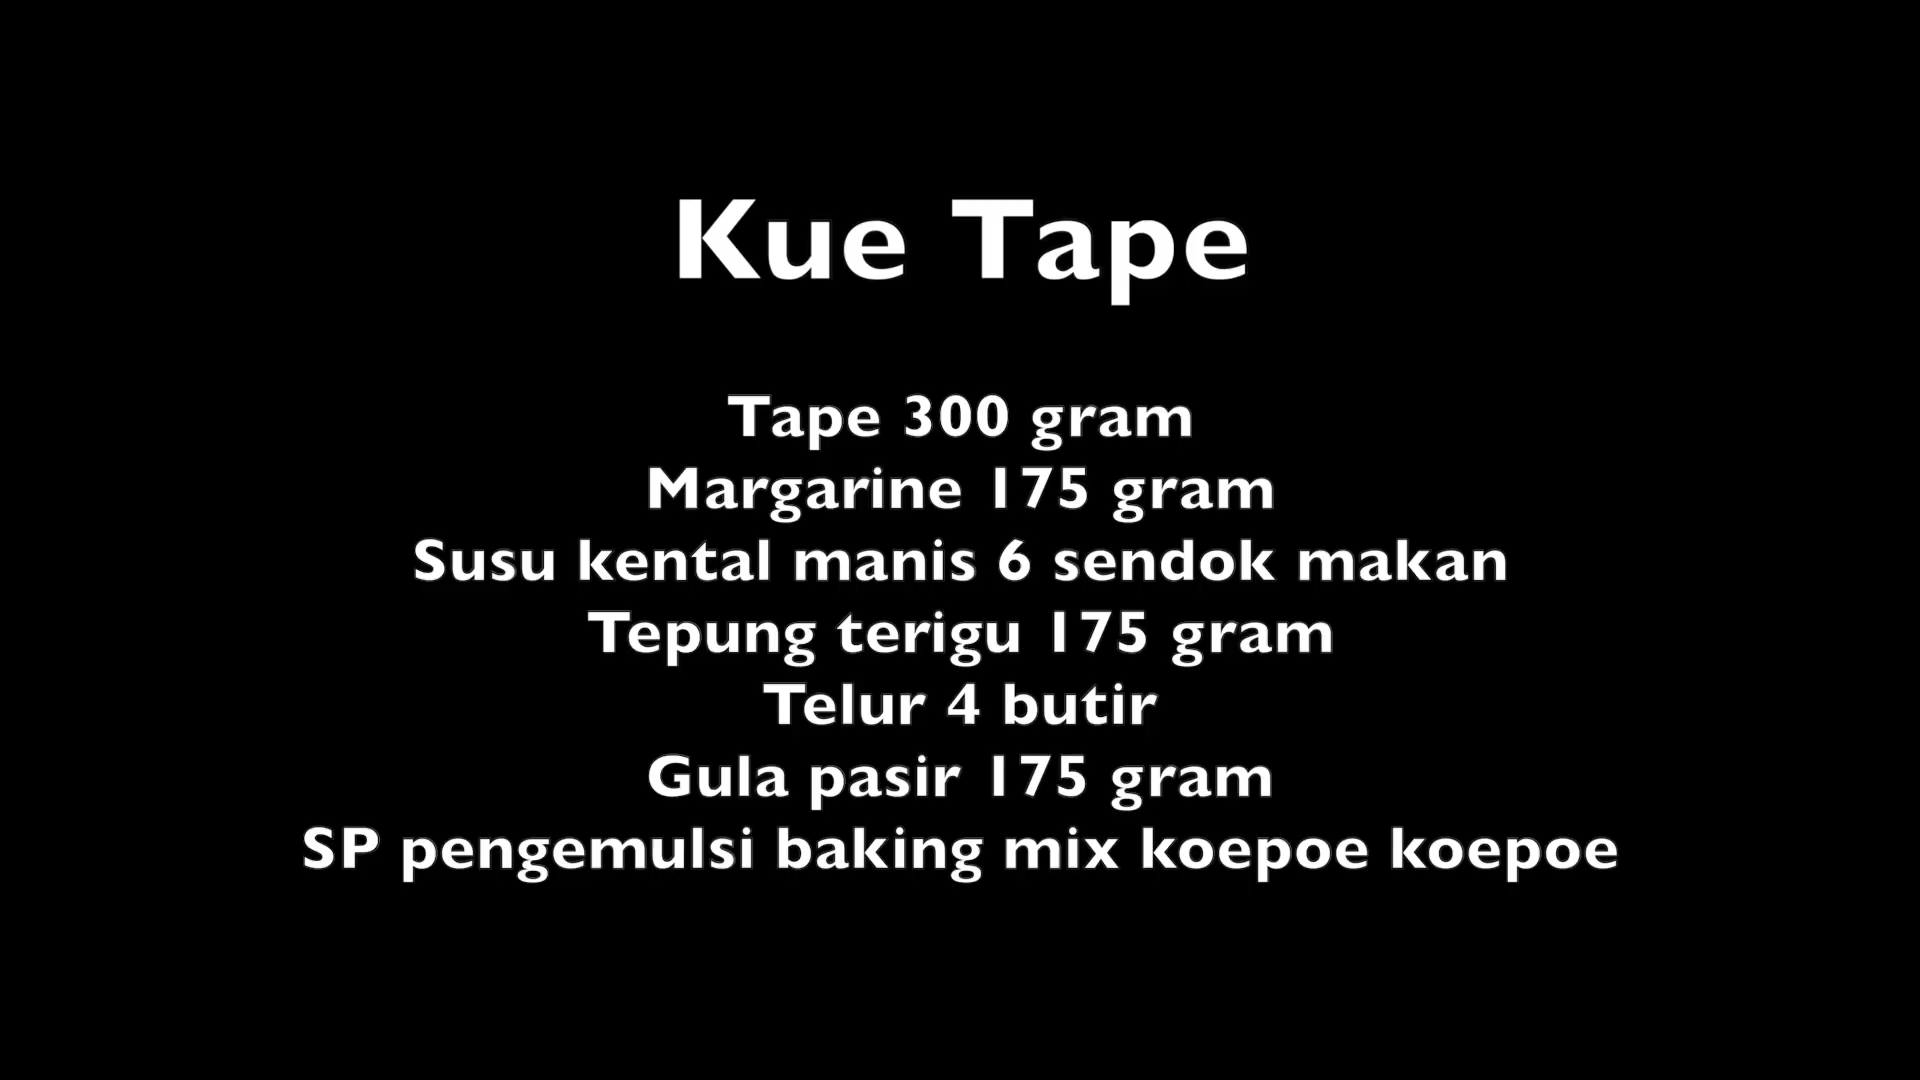 Kue Tape
Tape 300 gram
Margarine 175 gram
Susu kental manis 6 sendok makan
Tepung terigu 175 gram
Telur 4 butir
Gula pasir 175 gram
SP pengemulsi baking mix koepoe koepoe